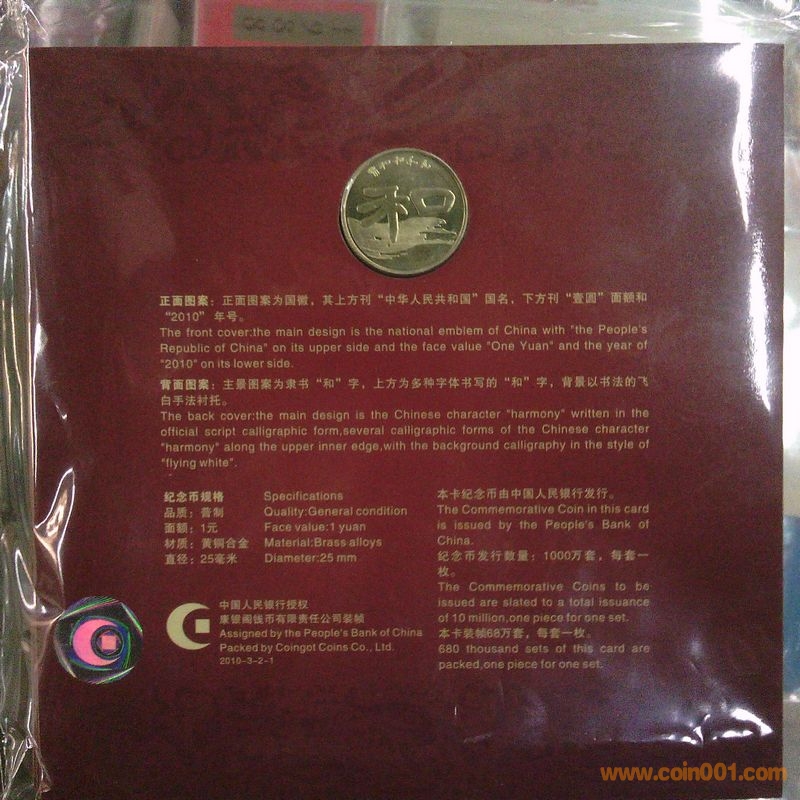 和
正面图案：正面图案为国徽，其上方刊“中华人民共和国”国名，下方刊“壹圆”面额和
“2010”年号。
The front cover:the main design is the national emblem of China with "the People's
Republic of China" on its upper side and the face value "One Yuan" and the year of
"2010" on its lower side.
背面图案：主景图案为隶书“和”字，上方为多种字体书写的“和”字，背景以书法的飞
白手法衬托。
The back cover:the main design is the Chinese character "harmony" written in the
official script calligraphic form,several calligraphic forms of the Chinese character
"harmony" along the upper inner edge,with the background calligraphy in the style of
"flying white".
纪念币规格 Specifications
品质：普制 Quality:General condition
面额：1元 Face value:1 yuan
材质：黄铜合金 Material:Brass alloys
直径：25毫米 Diameter:25 mm
中国人民银行授权
康银阁钱币有限责任公司装帧
Assigned by the People's Bank of China
Packed by Coingot Coins Co., Ltd.
2010-3-2-1
本卡纪念币由中国人民银行发行。
The Commemorative Coin in this card
is issued by the People's Bank of
China.
纪念币发行数量：1000万套，每套一
枚。
The Commemorative Coins to be
issued are slated to a total issuance
of 10 million,one piece for one set.
本卡装帧68万套，每套一枚。
680 thousand sets of this card are
packed,one piece for one set.
www.coin001.com